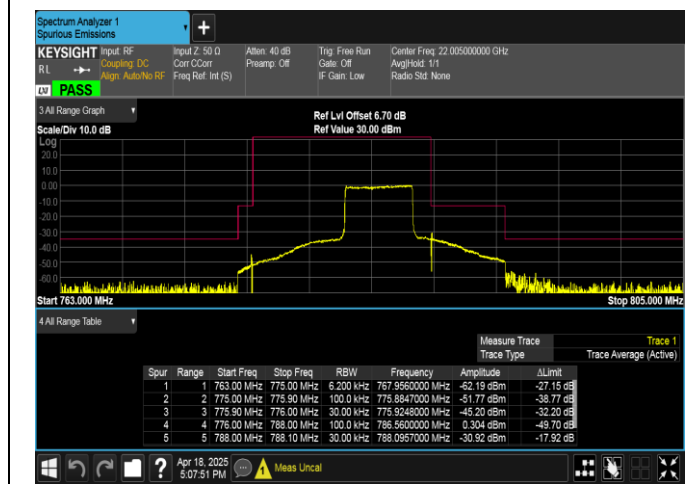 Spectrum Analyzer 1
Spurious Emissions
KEYSIGHT Input: RF Input Z: 50 Ω Atten: 40 dB Trig: Free Run Center Freq: 22.005000000 GHz
R L Coupling: DC Corr CCorr Preamp: Off Gate: Off Avg|Hold: 1/1
Align: Auto/No RF Freq Ref: Int (S) IF Gain: Low Radio Std: None
LXI PASS
3 All Range Graph
Ref Lvl Offset 6.70 dB
Scale/Div 10.0 dB Ref Value 30.00 dBm
Log
20.0
10.0
0.00
-10.0
-20.0
-30.0
-40.0
-50.0
-60.0
Start 763.000 MHz Stop 805.000 MHz
4 All Range Table
Measure Trace Trace 1
Trace Type Trace Average (Active)
Spur Range Start Freq Stop Freq RBW Frequency Amplitude ΔLimit
1 1 763.00 MHz 775.00 MHz 6.200 kHz 767.9560000 MHz -62.19 dBm -27.15 dB
2 2 775.00 MHz 775.90 MHz 100.0 kHz 775.8847000 MHz -51.77 dBm -38.77 dB
3 3 775.90 MHz 776.00 MHz 30.00 kHz 775.9248000 MHz -45.20 dBm -32.20 dB
4 4 776.00 MHz 788.00 MHz 100.0 kHz 786.5600000 MHz 0.304 dBm -49.70 dB
5 5 788.00 MHz 788.10 MHz 30.00 kHz 788.0957000 MHz -30.92 dBm -17.92 dB
Apr 18, 2025
5:07:51 PM
Meas Uncal